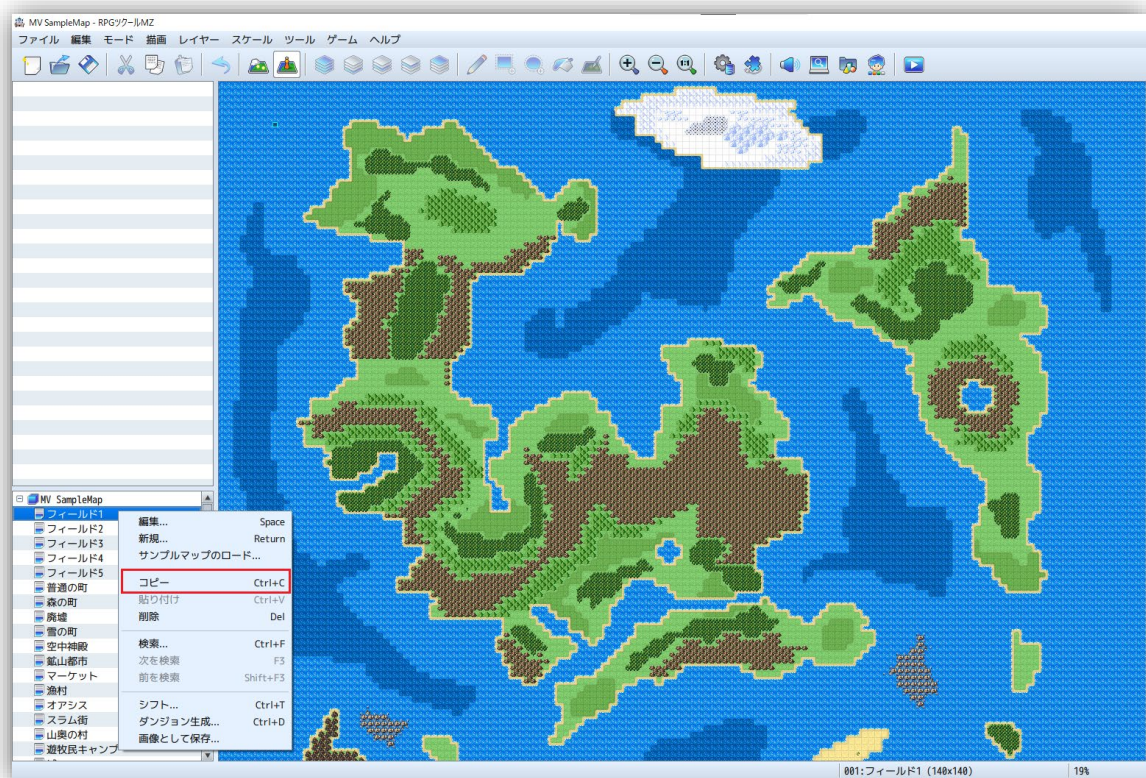 MV SampleMap - RPGツクールMZ
ファイル 編集 モード 描画 レイヤー スケール ツール ゲーム ヘルプ
1:1
MV SampleMap
フィールド1
フィールド2
フィールド3
フィールド4
フィールド5
普通の町
森の町
廃墟
雪の町
空中神殿
鉱山都市
マーケット
漁村
オアシス
スラム街
山奥の村
遊牧民キャンプ
編集... Space
新規... Return
サンプルマップのロード...
コピー Ctrl+C
貼り付け Ctrl+V
削除 Del
検索... Ctrl+F
次を検索 F3
前を検索 Shift+F3
シフト... Ctrl+T
ダンジョン生成... Ctrl+D
画像として保存...
001:フィールド1 (140x140) 19%